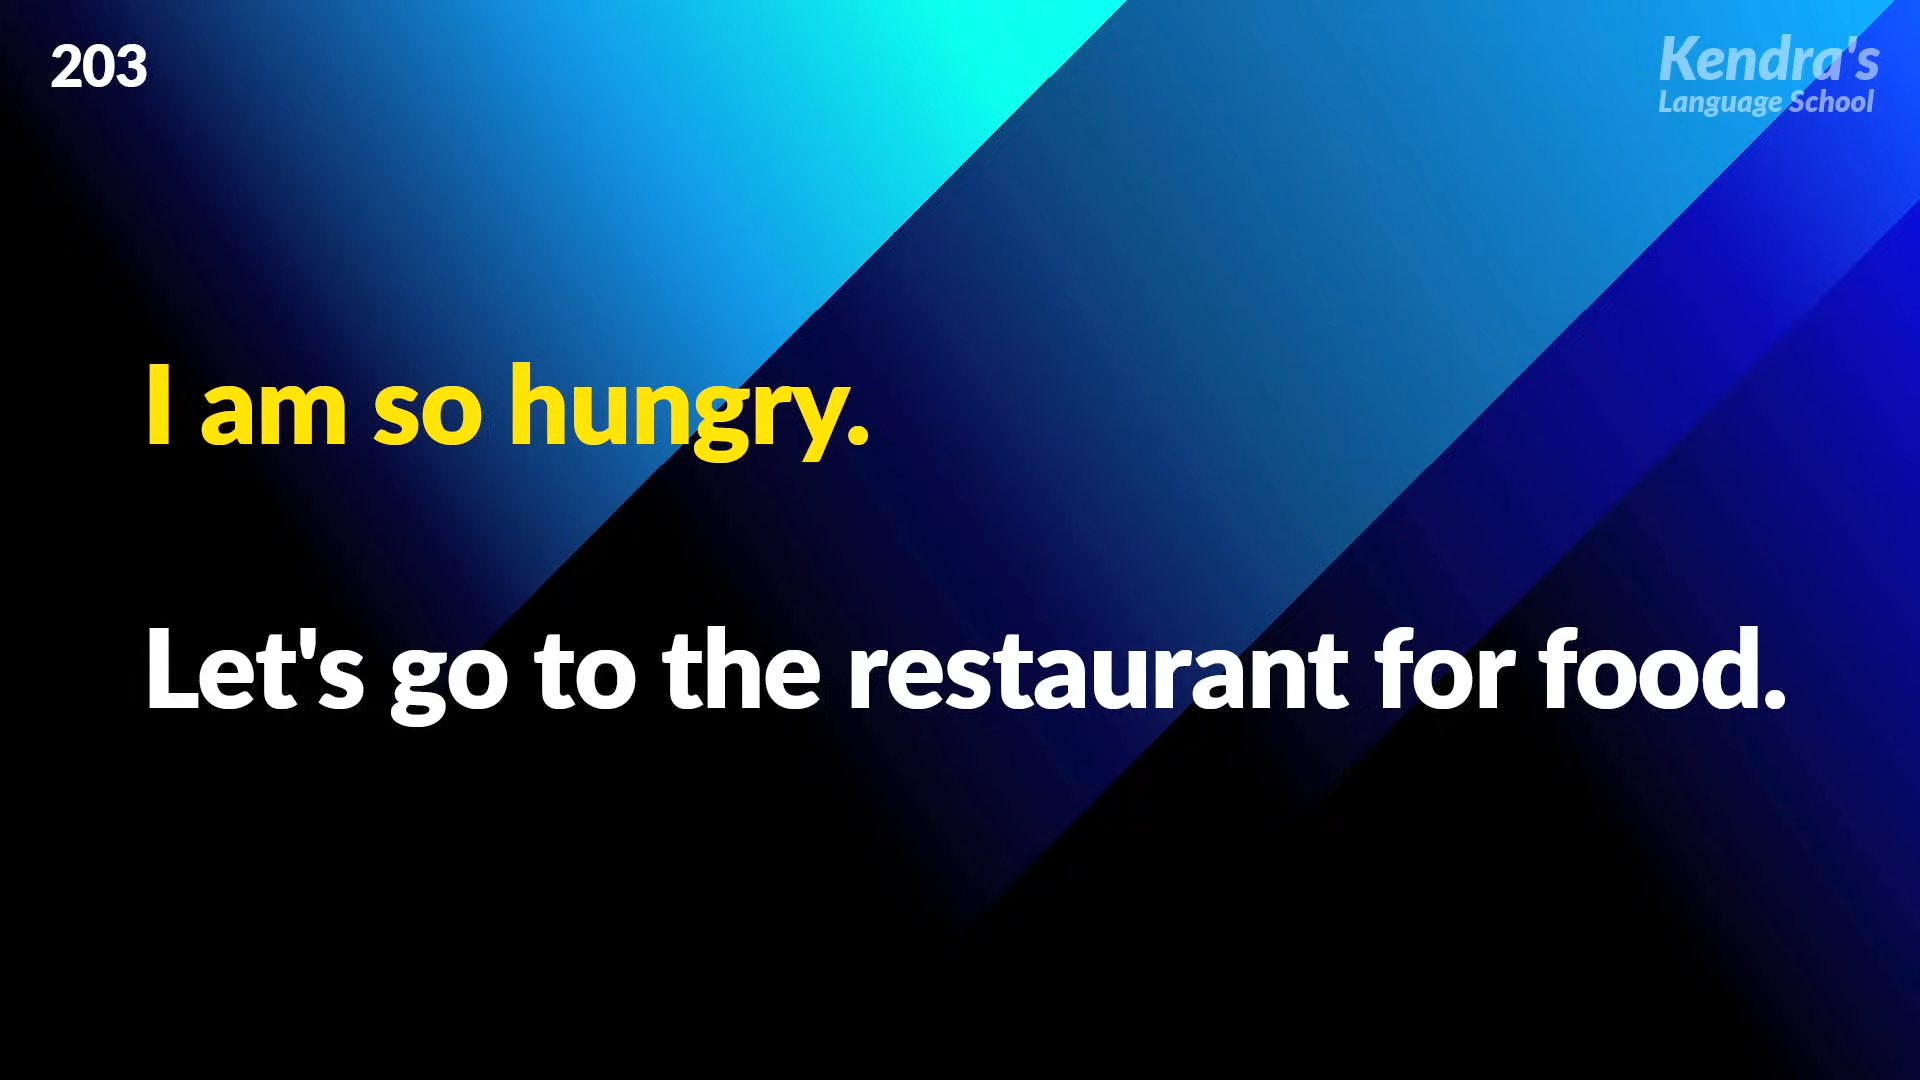 203
Kendra's
Language School
I am so hungry.
Let's go to the restaurant for food.